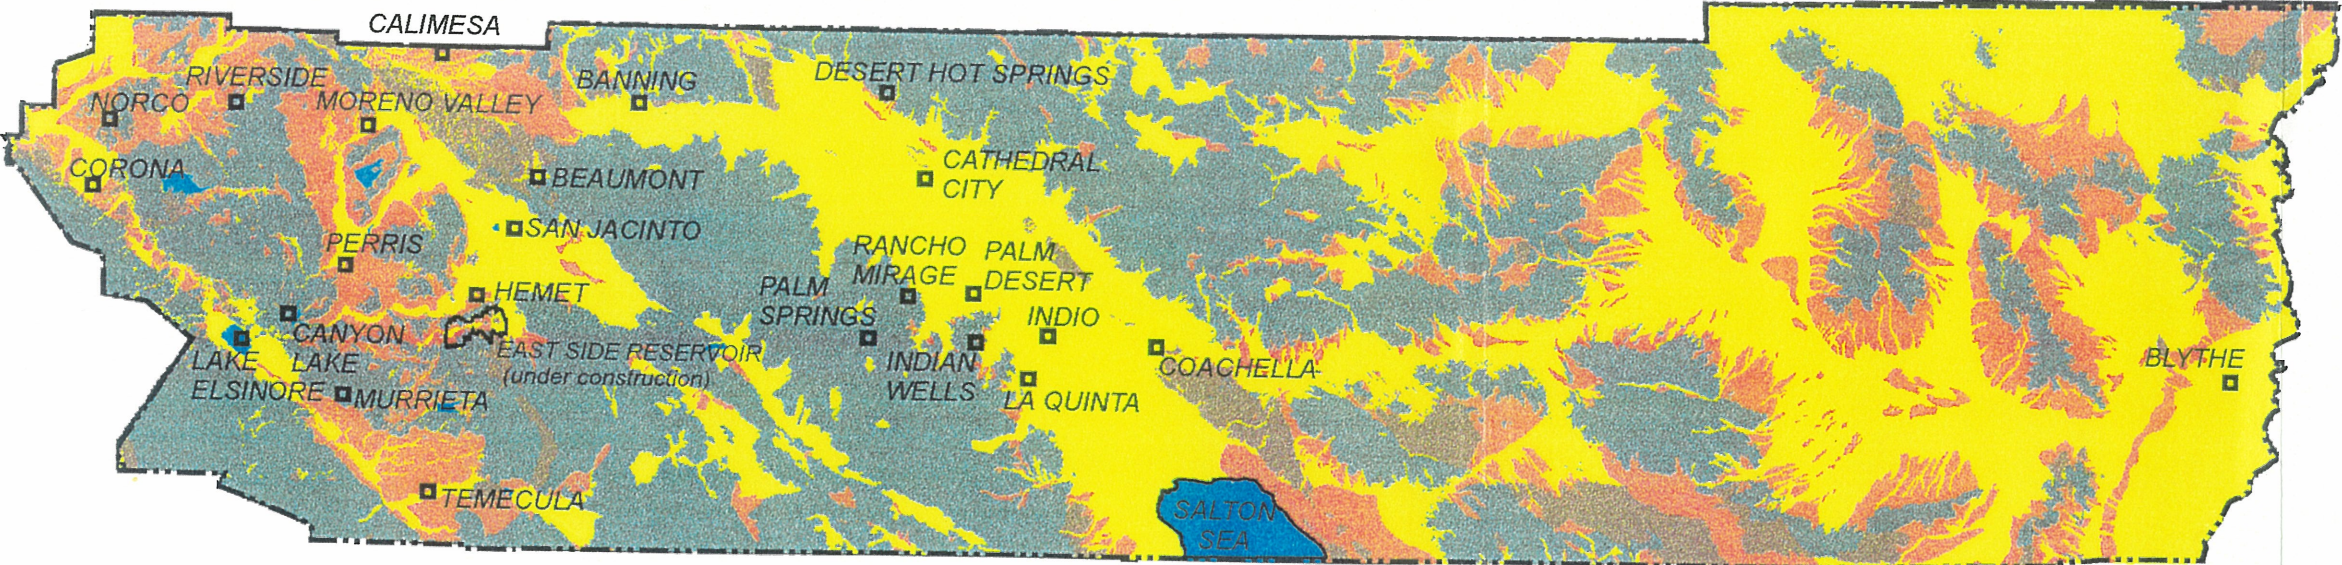 CALIMESA
RIVERSIDE
BANNING
DESERT HOT SPRINGS
NORCO
MORENO VALLEY
CORONA
BEAUMONT
CATHEDRAL
CITY
SAN JACINTO
PERRIS
RANCHO
MIRAGE
PALM
DESERT
HEMET
PALM
SPRINGS
INDIO
CANYON
LAKE
LAKE
ELSINORE
EAST SIDE RESERVOIR
(under construction)
INDIAN
WELLS
COACHELLA
BLYTHE
MURRIETA
LA QUINTA
TEMECULA
SALTON
SEA